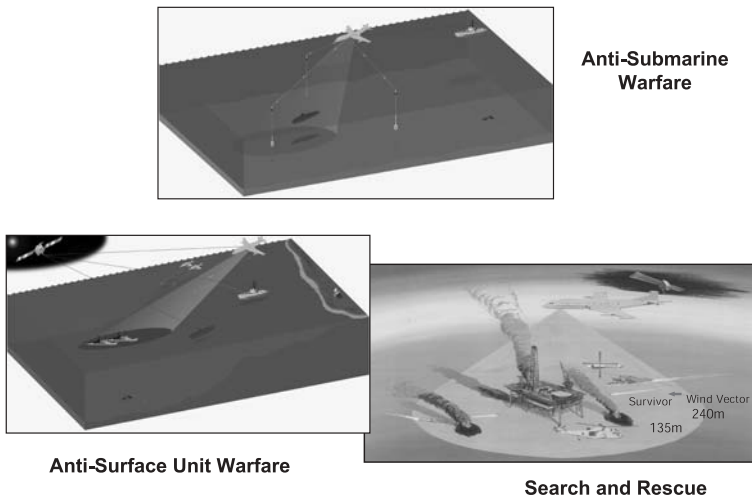 Anti-Submarine
Warfare
Survivor
Wind Vector
240m
135m
Anti-Surface Unit Warfare
Search and Rescue